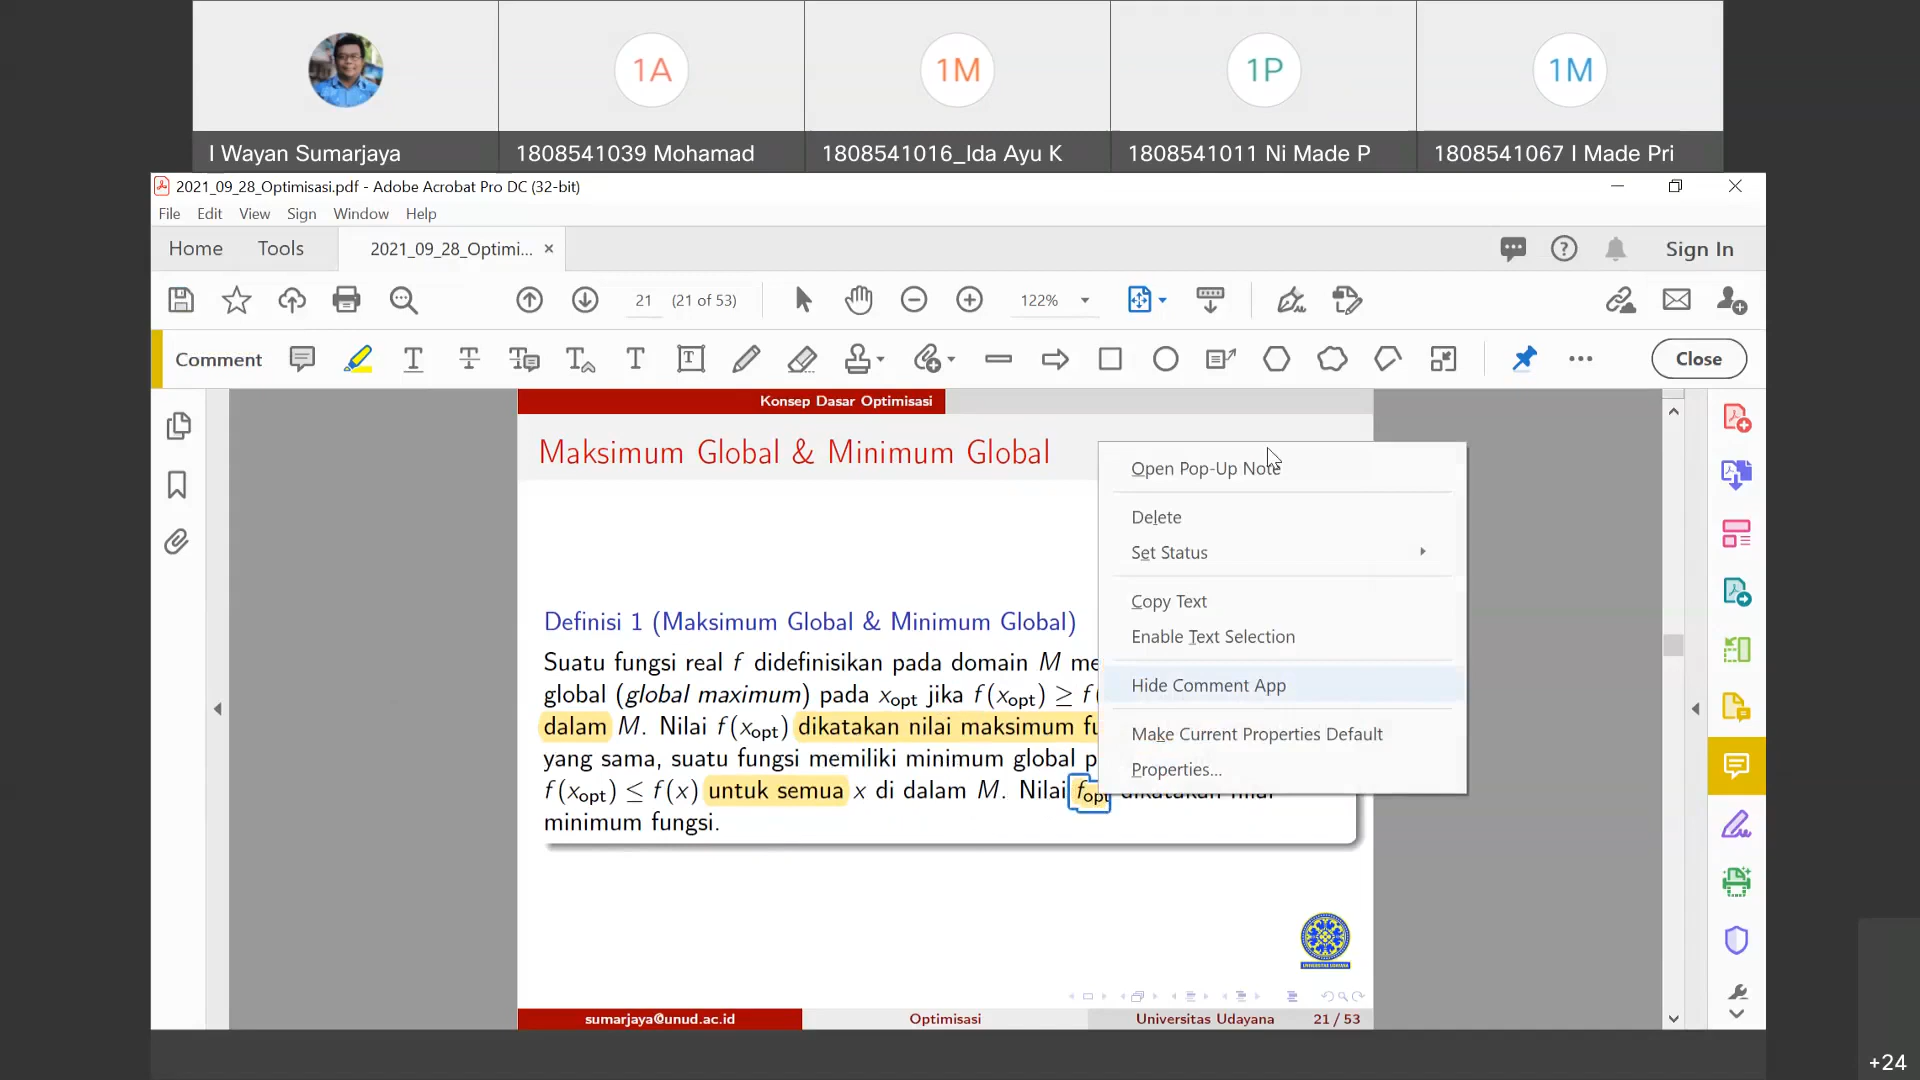 1A
1M
1P
1M
I Wayan Sumarjaya
1808541039 Mohamad
1808541016_Ida Ayu K
1808541011 Ni Made P
1808541067 I Made Pri
2021_09_28_Optimisasi.pdf - Adobe Acrobat Pro DC (32-bit)
File Edit View Sign Window Help
Home Tools 2021_09_28_Optimi... × Sign In
21 (21 of 53) 122%
Comment Close
Konsep Dasar Optimisasi
Maksimum Global & Minimum Global
Open Pop-Up Note
Delete
Set Status
Copy Text
Enable Text Selection
Hide Comment App
Make Current Properties Default
Properties...
Definisi 1 (Maksimum Global & Minimum Global)
Suatu fungsi real f didefinisikan pada domain M me
global (global maximum) pada xopt jika f(xopt) ≥ f(
dalam M. Nilai f(xopt) dikatakan nilai maksimum fu
yang sama, suatu fungsi memiliki minimum global p
f(xopt) ≤ f(x) untuk semua x di dalam M. Nilai fopt dikatakan nilai
minimum fungsi.
UNIVERSITAS UDAYANA
sumarjaya@unud.ac.id Optimisasi Universitas Udayana 21 / 53
+24